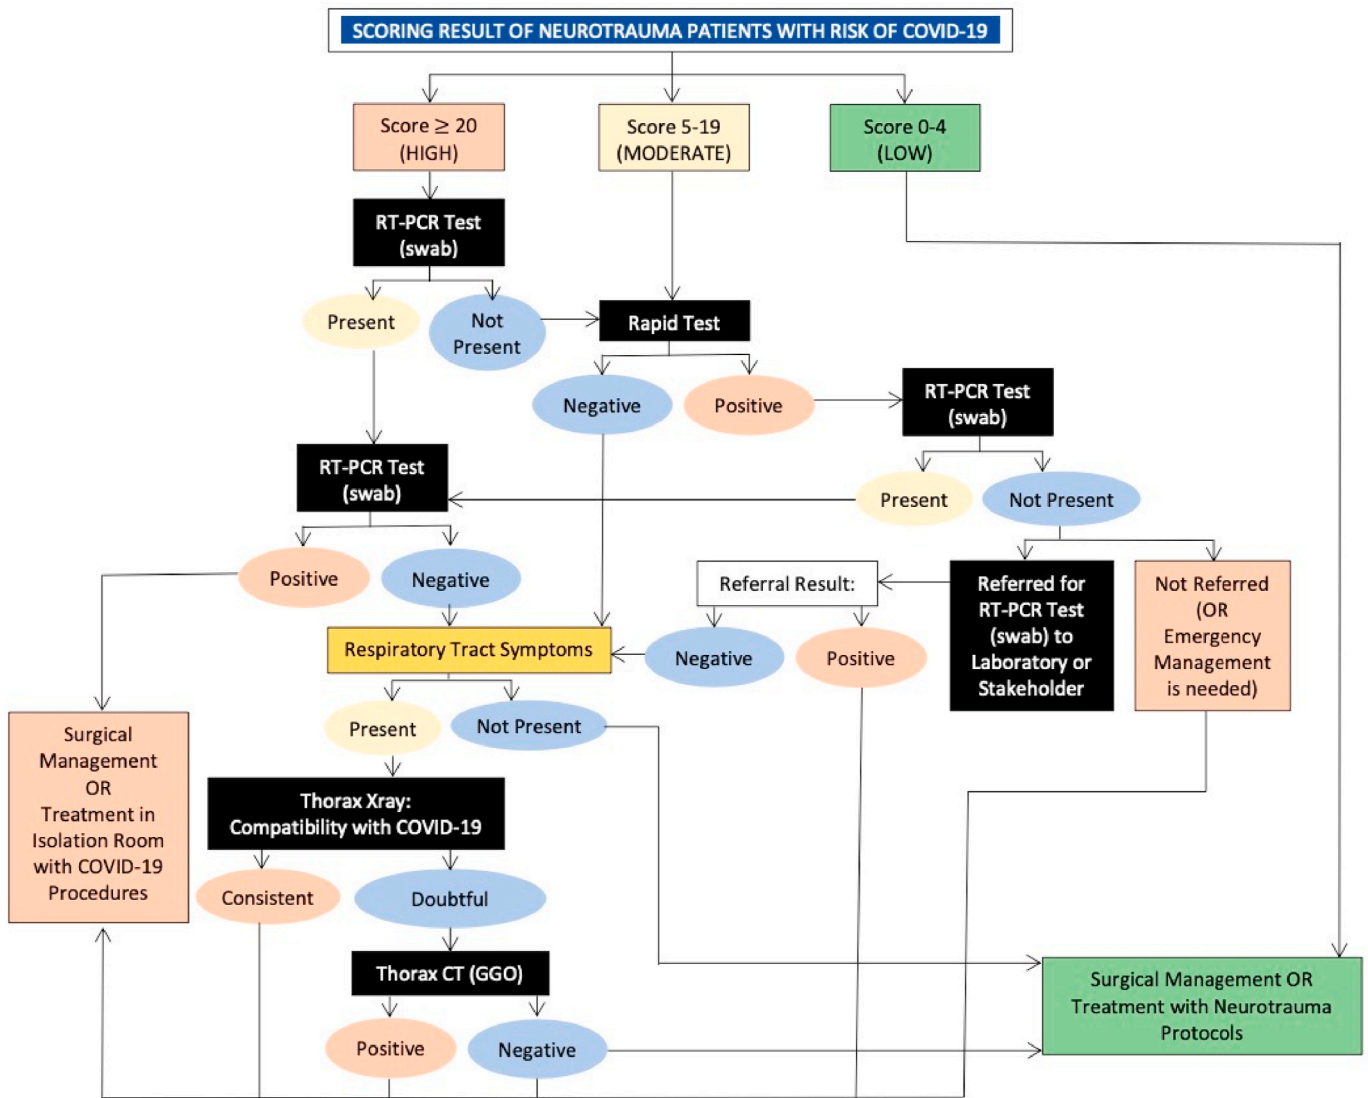 SCORING RESULT OF NEUROTRAUMA PATIENTS WITH RISK OF COVID-19
Score ≥ 20
(HIGH)
Score 5-19
(MODERATE)
Score 0-4
(LOW)
RT-PCR Test
(swab)
Present
Not
Present
Rapid Test
Negative
Positive
RT-PCR Test
(swab)
RT-PCR Test
(swab)
Present
Not Present
Positive
Negative
Referral Result:
Referred for
RT-PCR Test
(swab) to
Laboratory or
Stakeholder
Not Referred
(OR
Emergency
Management
is needed)
Respiratory Tract Symptoms
Negative
Positive
Present
Not Present
Surgical
Management
OR
Treatment in
Isolation Room
with COVID-19
Procedures
Thorax Xray:
Compatibility with COVID-19
Consistent
Doubtful
Thorax CT (GGO)
Surgical Management OR
Treatment with Neurotrauma
Protocols
Positive
Negative